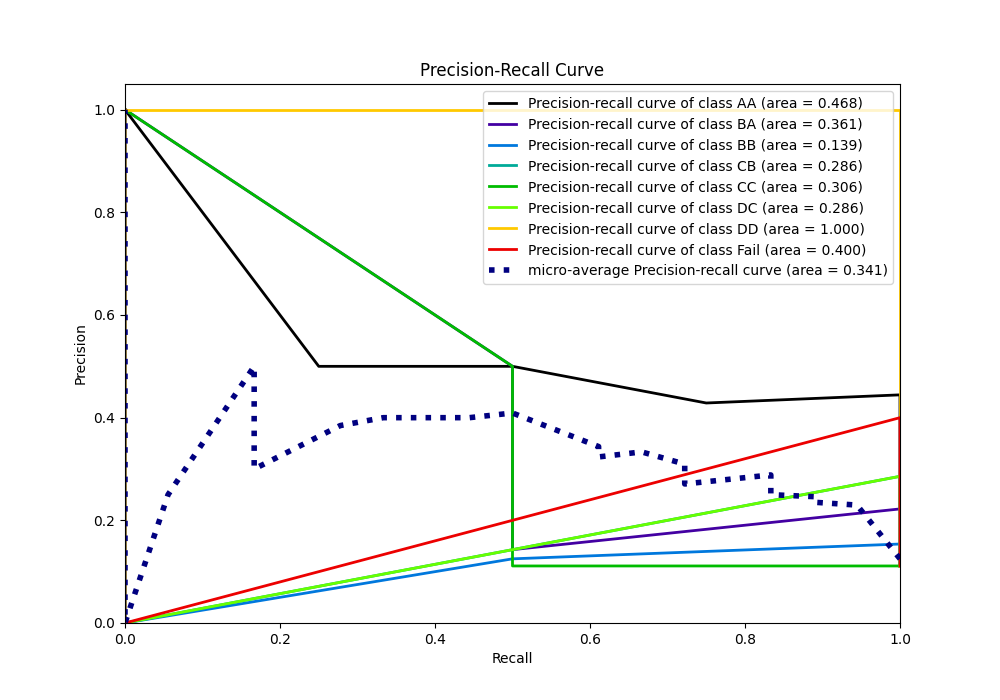 Precision-Recall Curve
Precision-recall curve of class AA (area = 0.468)
Precision-recall curve of class BA (area = 0.361)
Precision-recall curve of class BB (area = 0.139)
Precision-recall curve of class CB (area = 0.286)
Precision-recall curve of class CC (area = 0.306)
Precision-recall curve of class DC (area = 0.286)
Precision-recall curve of class DD (area = 1.000)
Precision-recall curve of class Fail (area = 0.400)
micro-average Precision-recall curve (area = 0.341)
Precision
1.0
0.8
0.6
0.4
0.2
0.0
0.0 0.2 0.4 0.6 0.8 1.0
Recall